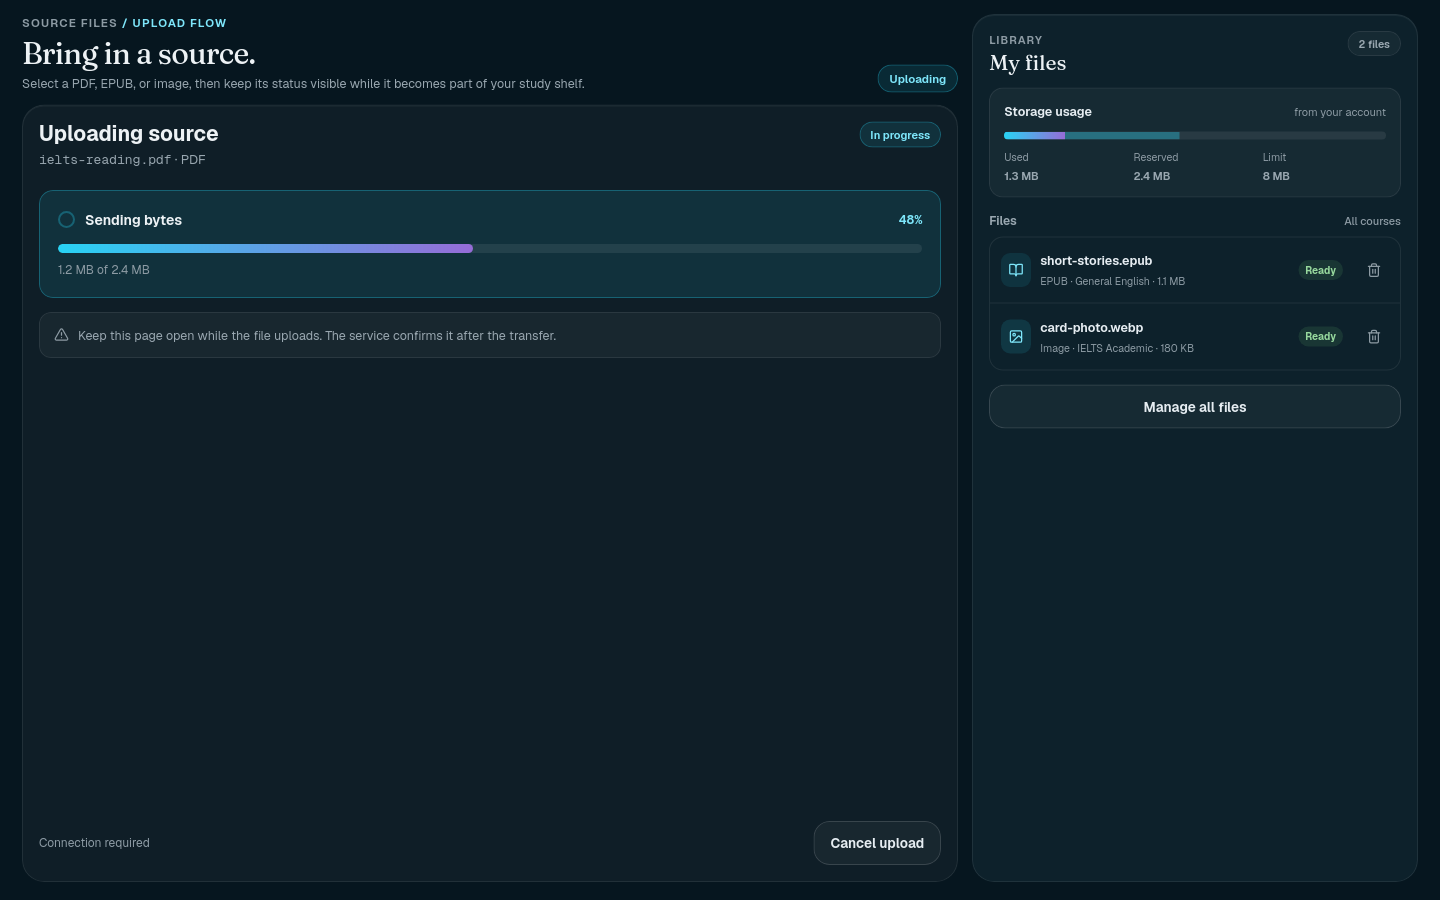 SOURCE FILES / UPLOAD FLOW
Bring in a source.
Select a PDF, EPUB, or image, then keep its status visible while it becomes part of your study shelf.
Uploading
Uploading source
ielts-reading.pdf · PDF
In progress
Sending bytes
48%
1.2 MB of 2.4 MB
Keep this page open while the file uploads. The service confirms it after the transfer.
Connection required
Cancel upload
LIBRARY
My files
2 files
Storage usage
from your account
Used
Reserved
Limit
1.3 MB
2.4 MB
8 MB
Files
All courses
short-stories.epub
EPUB · General English · 1.1 MB
Ready
card-photo.webp
Image · IELTS Academic · 180 KB
Ready
Manage all files